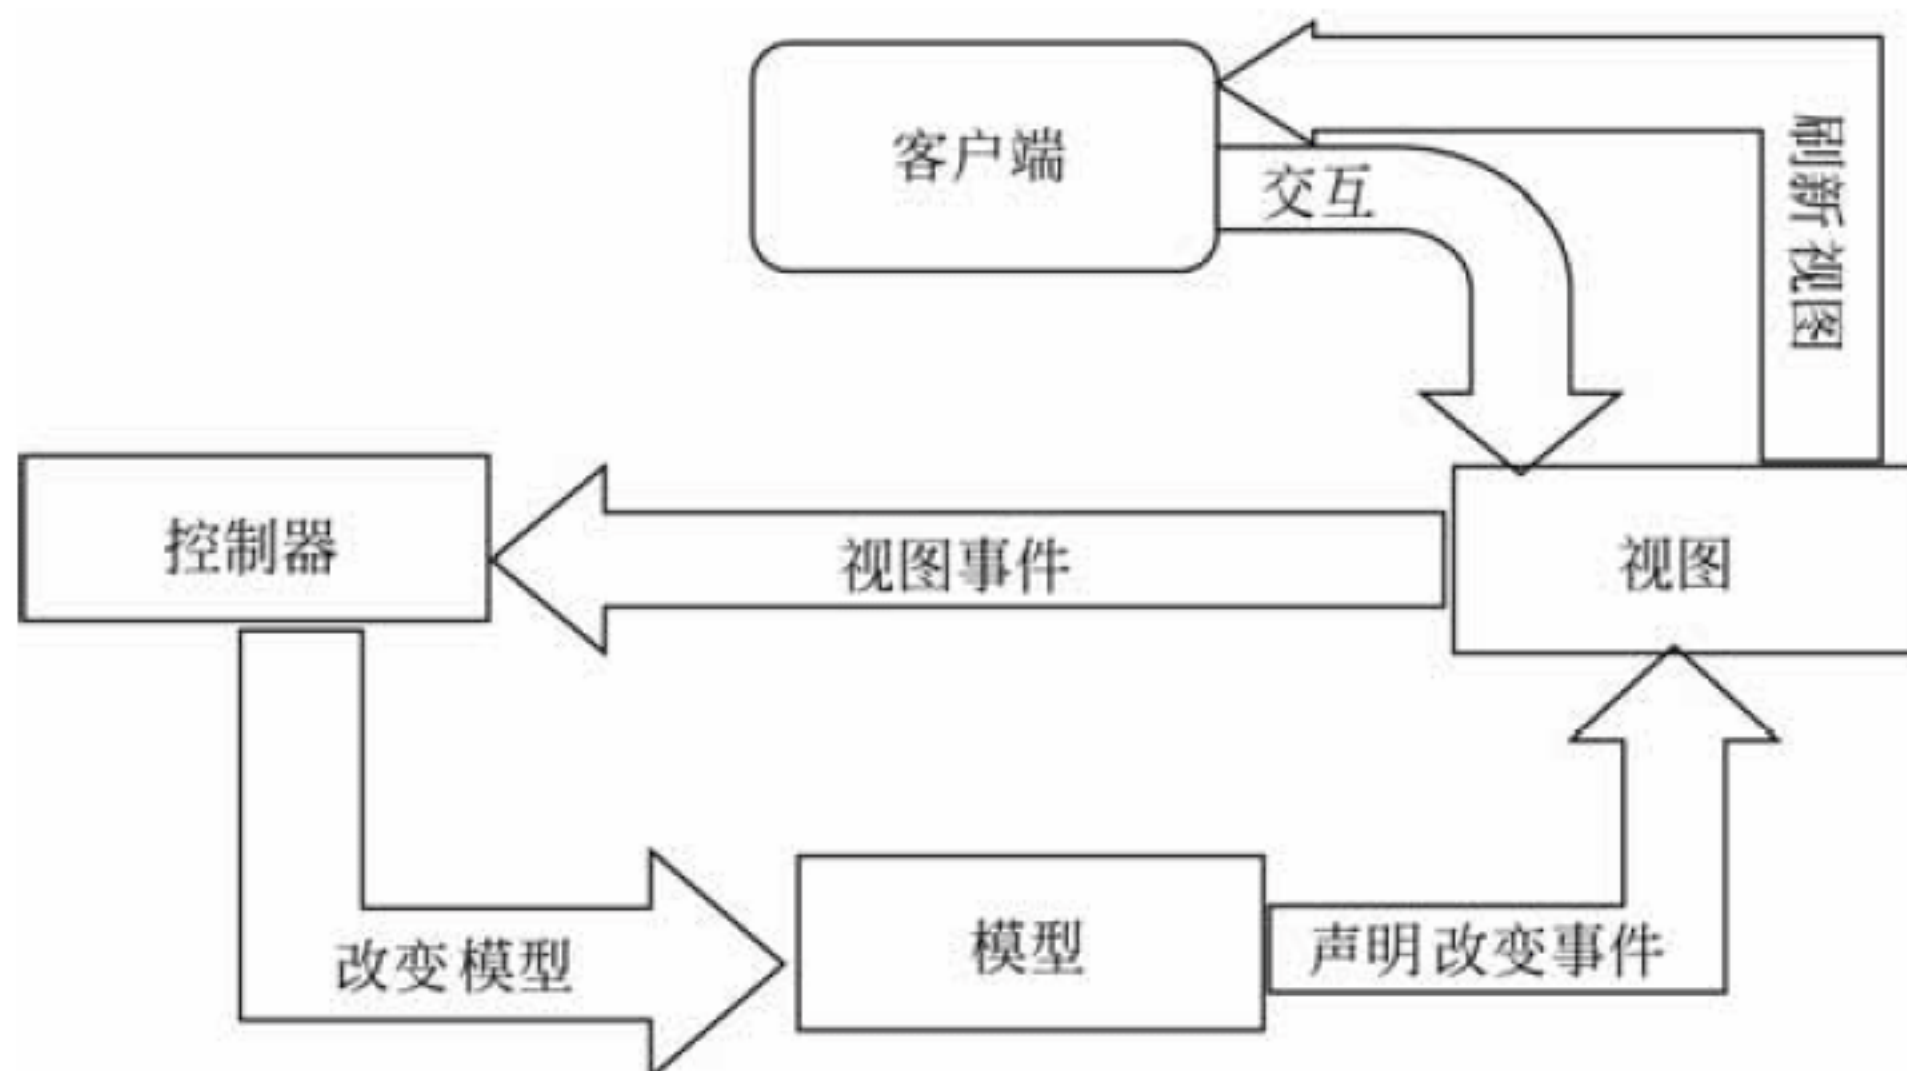 客户端
交互
刷新视图
控制器
视图事件
视图
改变模型
模型
声明改变事件